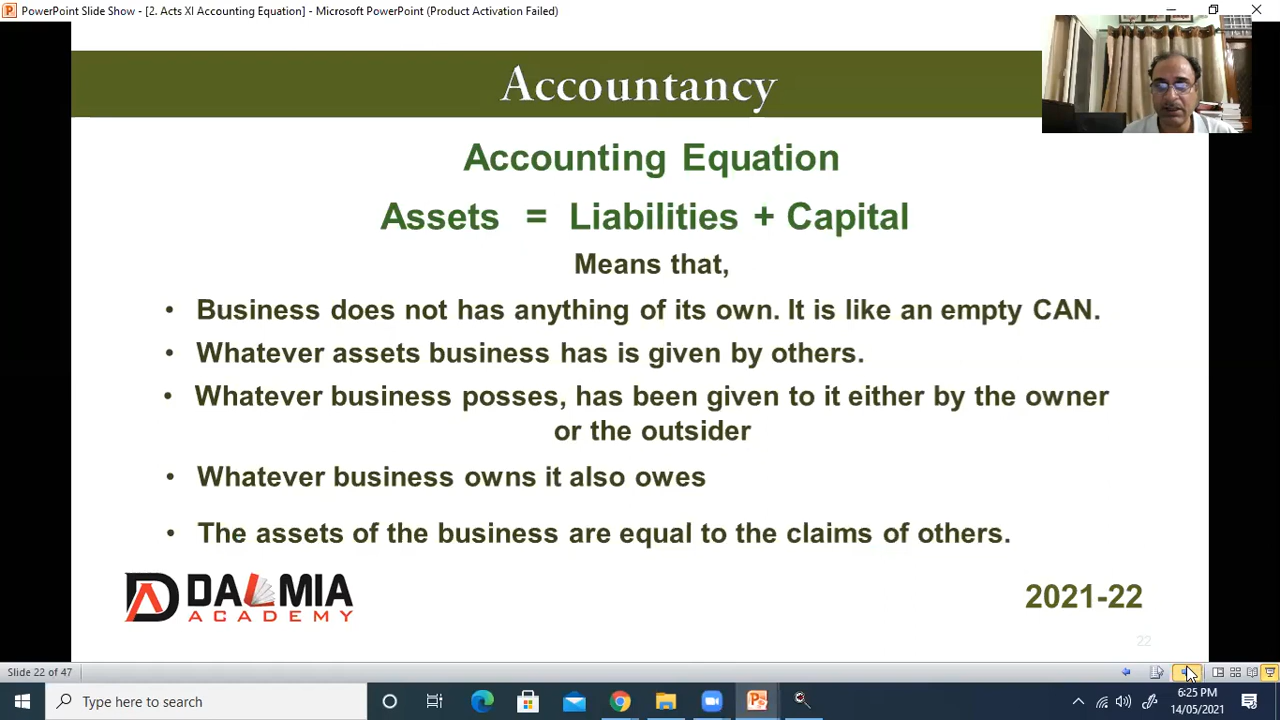 PowerPoint Slide Show - [2. Acts XI Accounting Equation] - Microsoft PowerPoint (Product Activation Failed)
Accountancy
Accounting Equation
Assets = Liabilities + Capital
Means that,
• Business does not has anything of its own. It is like an empty CAN.
• Whatever assets business has is given by others.
• Whatever business posses, has been given to it either by the owner
or the outsider
• Whatever business owns it also owes
• The assets of the business are equal to the claims of others.
DALMIA
ACADEMY
2021-22
22
Slide 22 of 47
Type here to search
6:25 PM
14/05/2021